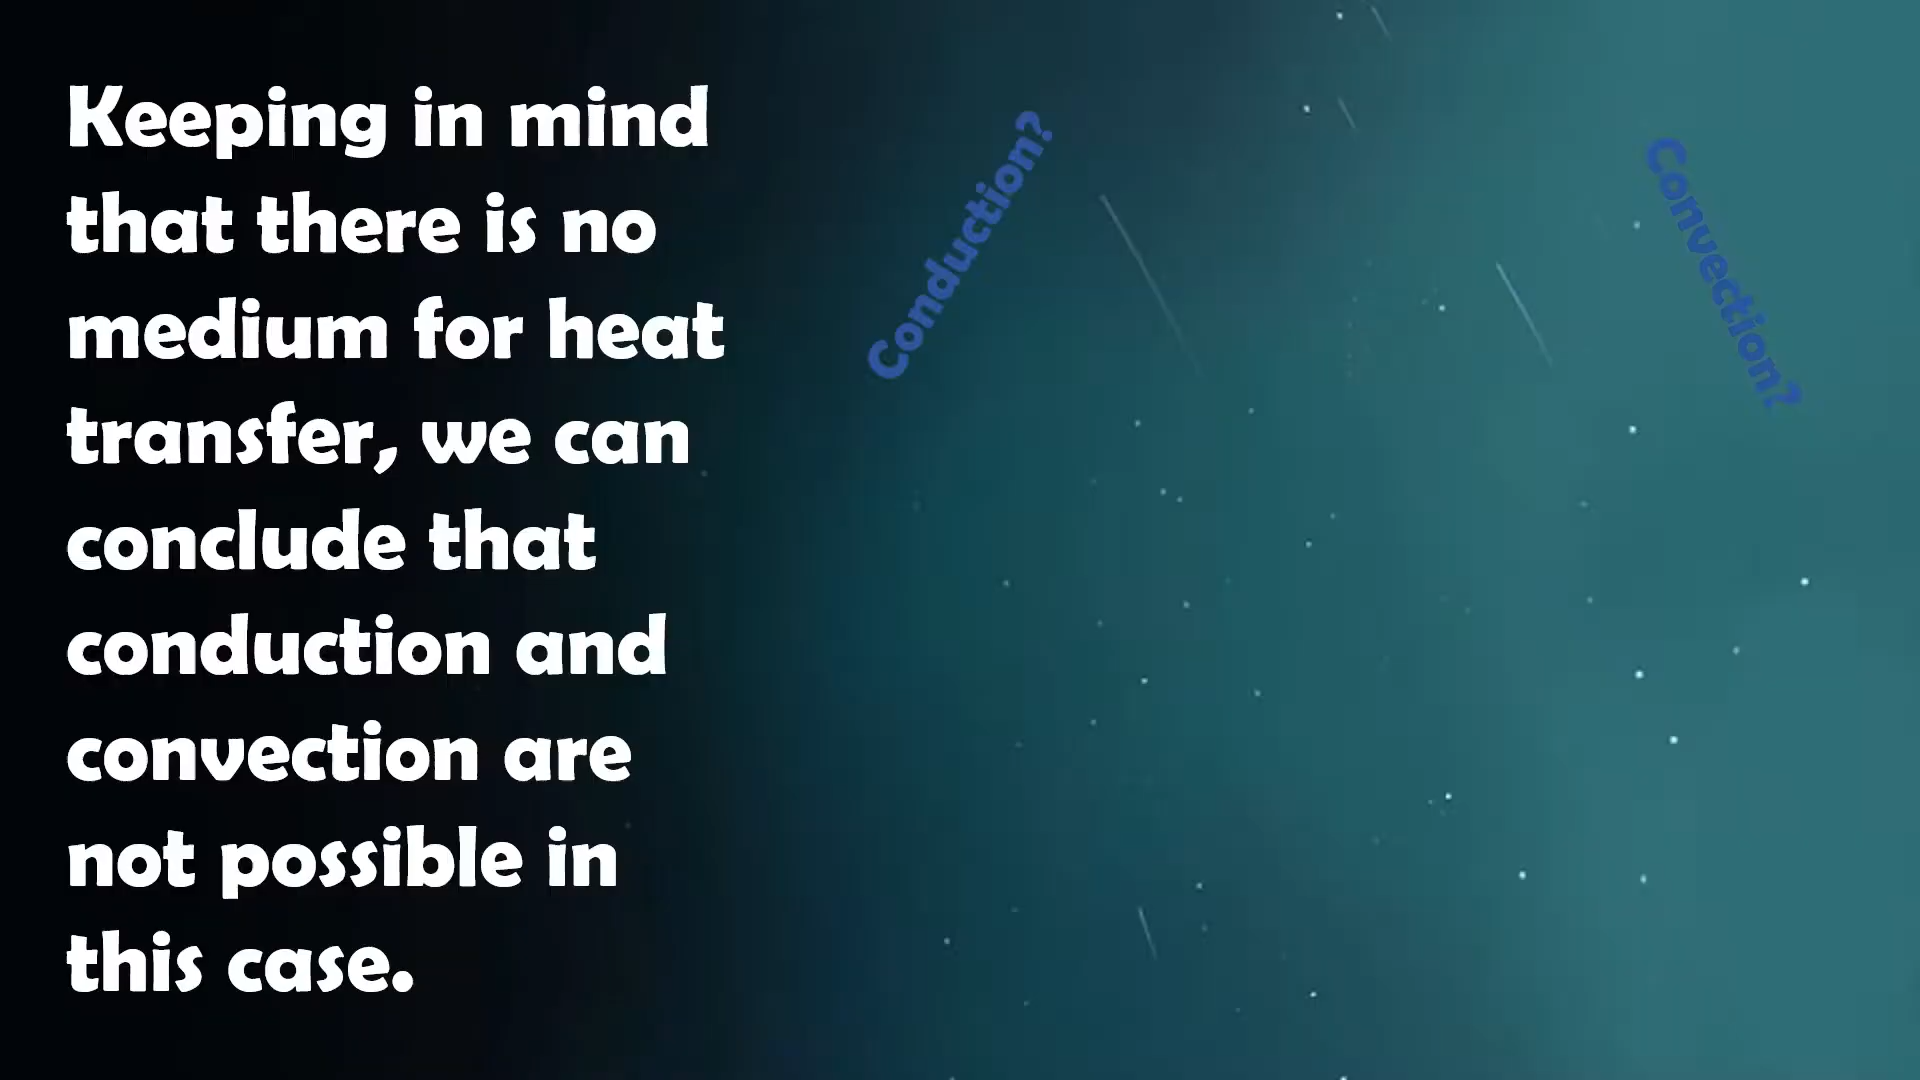 Keeping in mind
that there is no
medium for heat
transfer, we can
conclude that
conduction and
convection are
not possible in
this case.
Conduction?
Convection?